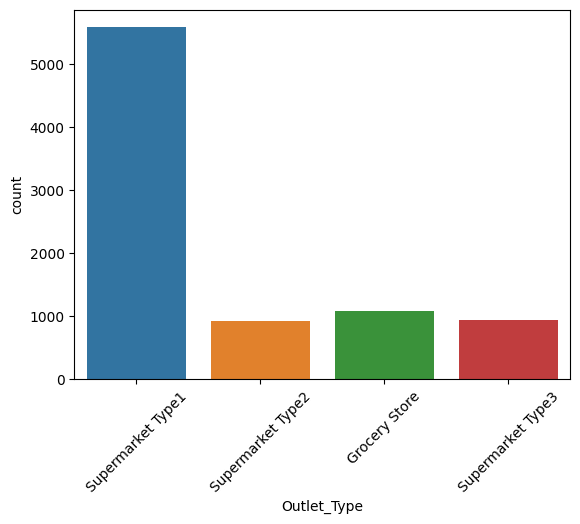 5000
4000
3000
2000
1000
0
count
Supermarket Type1
Supermarket Type2
Grocery Store
Supermarket Type3
Outlet_Type